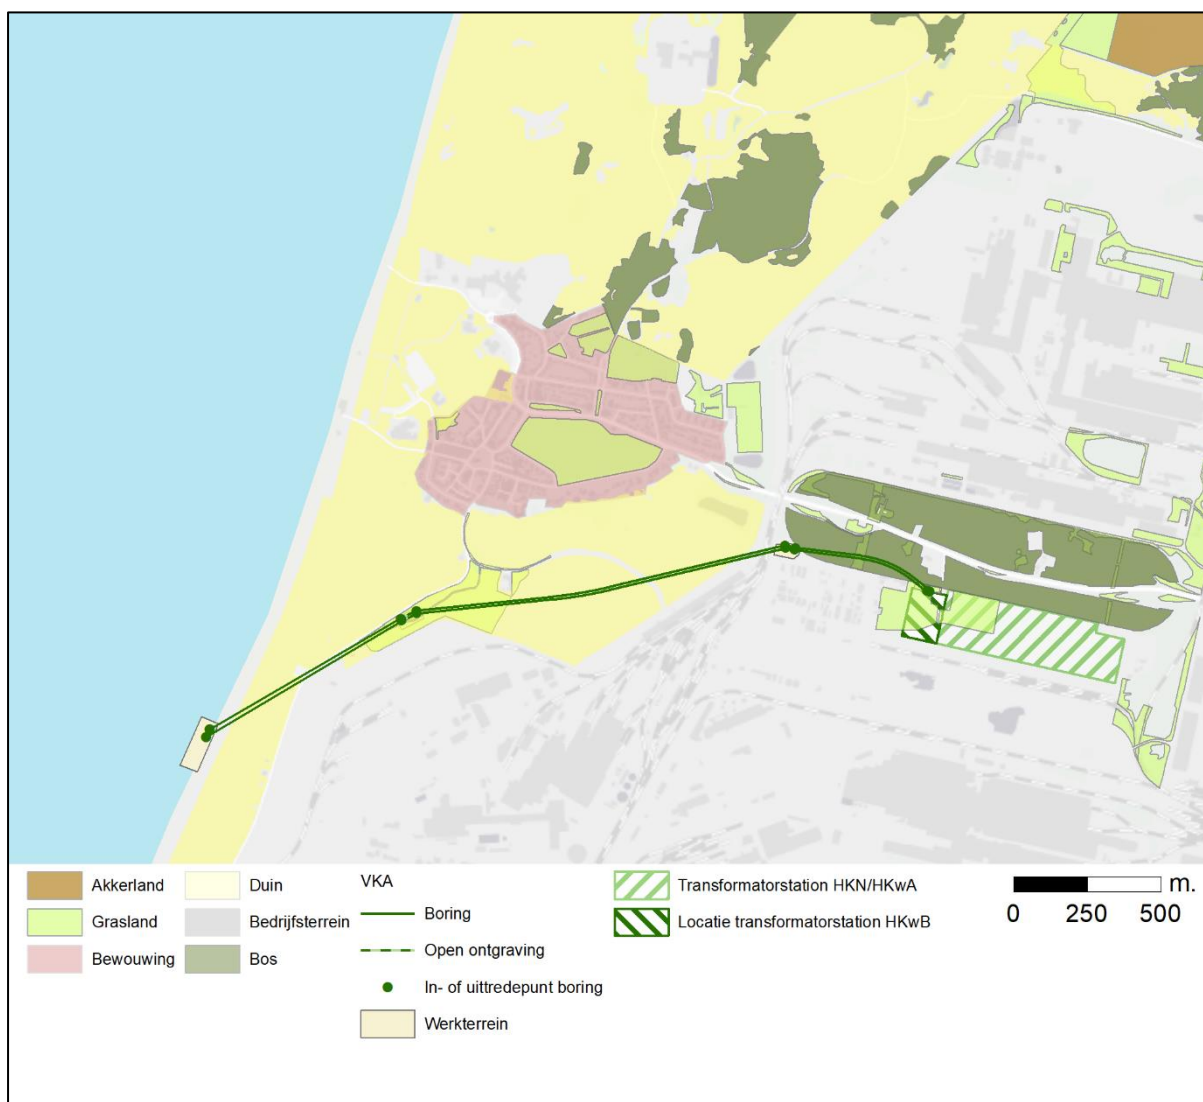 Akkerland
Grasland
Bewouwing
Duin
Bedrijfsterrein
Bos
VKA
Boring
Open ontgraving
In- of uittredepunt boring
Werkterrein
Transformatorstation HKN/HKwA
Locatie transformatorstation HKwB
m.
0 250 500